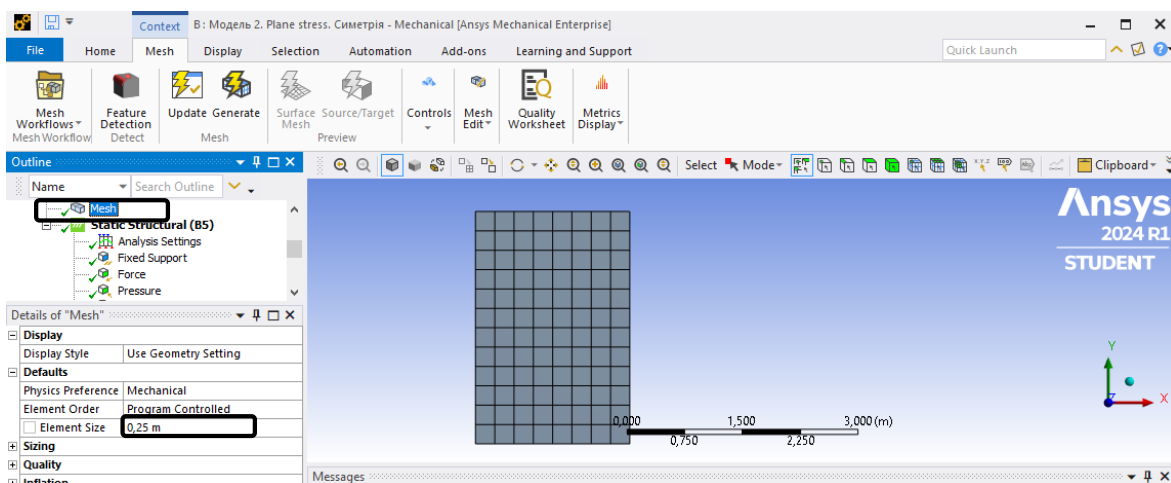 Context B : Модель 2. Plane stress. Симетрія - Mechanical [Ansys Mechanical Enterprise]
File Home Mesh Display Selection Automation Add-ons Learning and Support Quick Launch
Mesh Workflows Feature Detection Update Generate Surface Mesh Source/Target Controls Mesh Edit Quality Worksheet Metrics Display
Mesh Workflow Detect Mesh Preview
Outline
Name Search Outline
Select Mode Clipboard
Mesh
Static Structural (B5)
Analysis Settings
Fixed Support
Force
Pressure
Details of "Mesh"
Display
Display Style Use Geometry Setting
Defaults
Physics Preference Mechanical
Element Order Program Controlled
Element Size 0,25 m
Sizing
Quality
Inflation
Ansys
2024 R1
STUDENT
Y
Z X
0,000 1,500 3,000 (m)
0,750 2,250
Messages